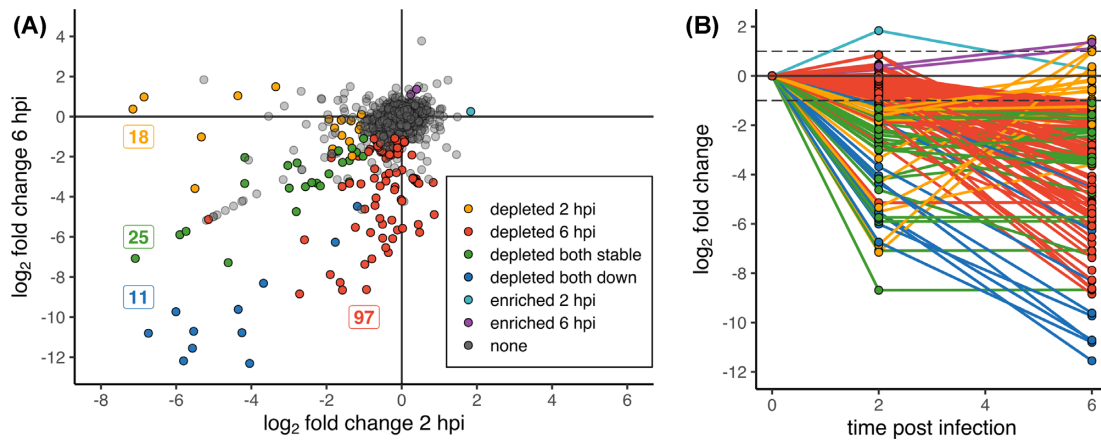 (A)
log2 fold change 6 hpi
4
2
0
-2
-4
-6
-8
-10
-12
18
25
11
97
depleted 2 hpi
depleted 6 hpi
depleted both stable
depleted both down
enriched 2 hpi
enriched 6 hpi
none
-8 -6 -4 -2 0 2 4 6
log2 fold change 2 hpi
(B)
log2 fold change
2
0
-2
-4
-6
-8
-10
-12
0 2 4 6
time post infection